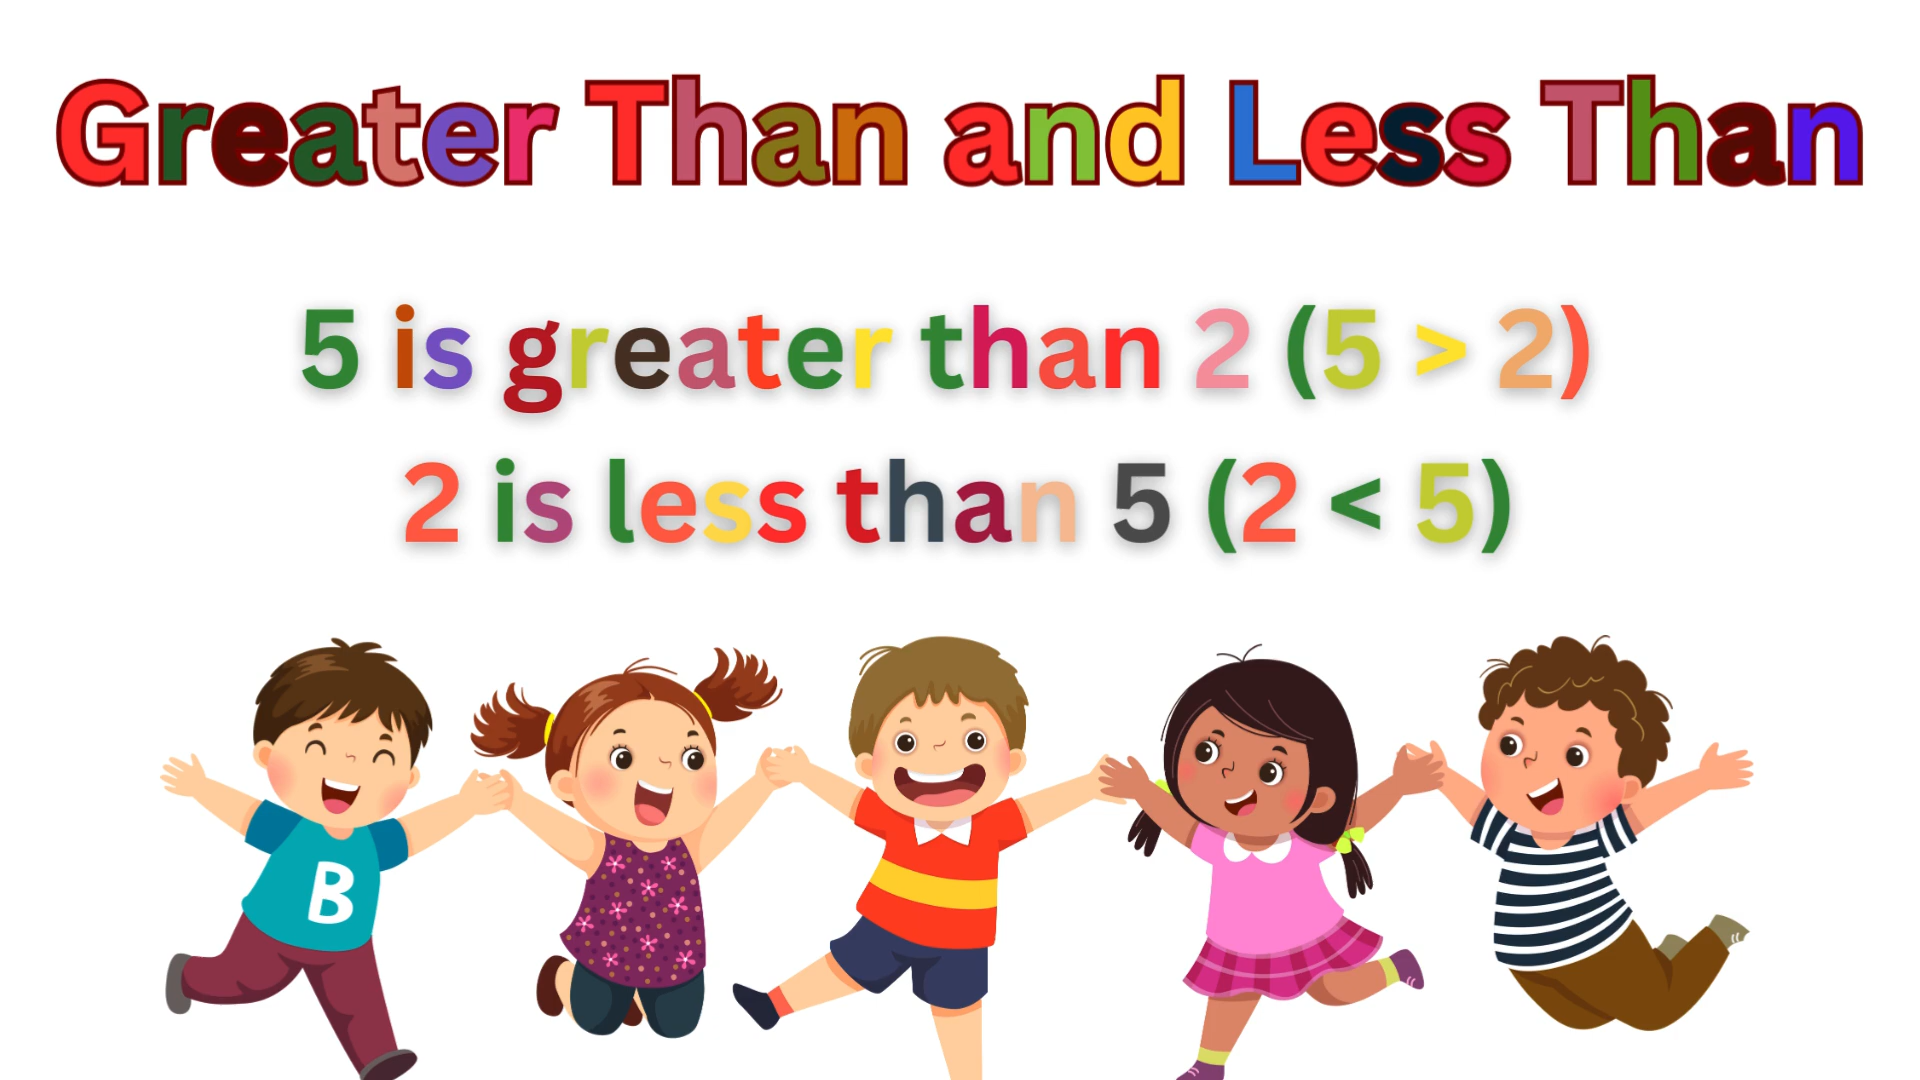 Greater Than and Less Than
5 is greater than 2 (5 > 2)
2 is less than 5 (2 < 5)
B